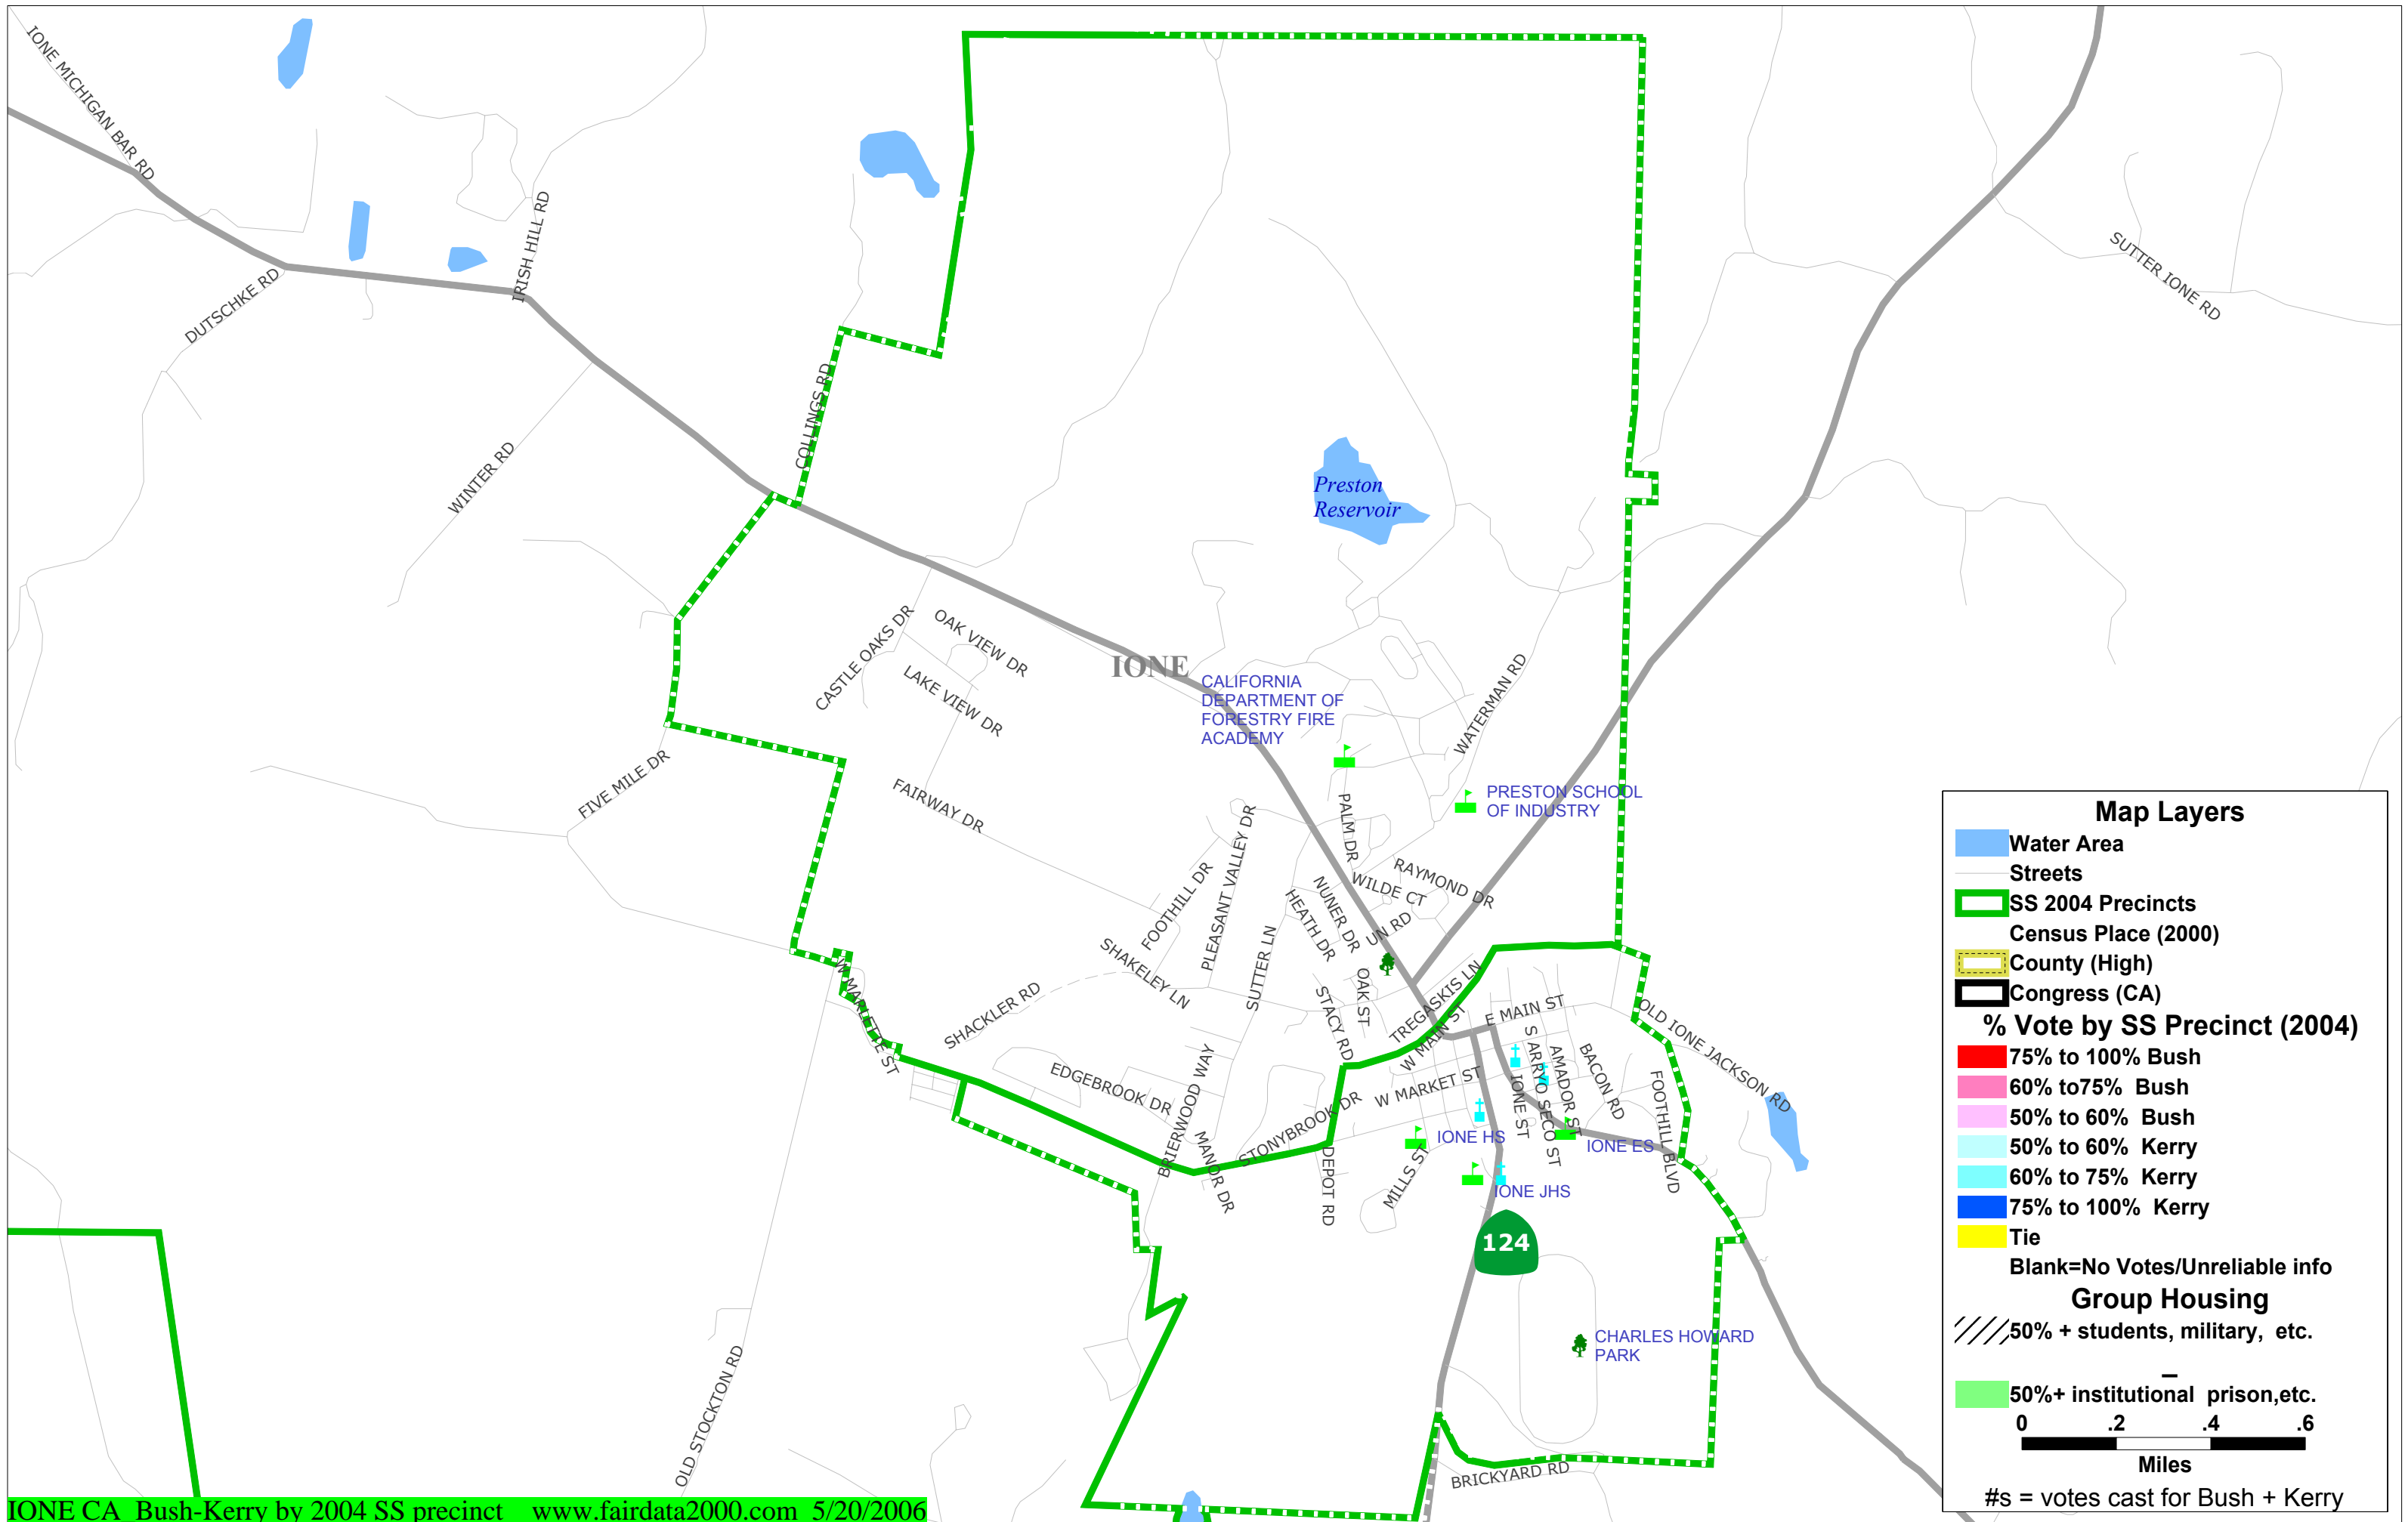 IONE MICHIGAN BAR RD
DUTSCHKE RD
IRISH HILL RD
SUTTER IONE RD
COLLINGS RD
WINTER RD
Preston
Reservoir
CASTLE OAKS DR
OAK VIEW DR
LAKE VIEW DR
IONE
CALIFORNIA
DEPARTMENT OF
FORESTRY FIRE
ACADEMY
WATERMAN RD
FIVE MILE DR
FAIRWAY DR
PRESTON SCHOOL
OF INDUSTRY
PALM DR
PLEASANT VALLEY DR
FOOTHILL DR
RAYMOND DR
WILDE CT
NUNER DR
HEATH DR
UN RD
SHAKELEY LN
SUTTER LN
OAK ST
STACY RD
TREGASKIS LN
W MARLETTE ST
SHACKLER RD
W MAIN ST
E MAIN ST
OLD IONE JACKSON RD
EDGEBROOK DR
BRIERWOOD WAY
STONYBROOK DR
W MARKET ST
S ARRYO SECO ST
AMADOR ST
BACON RD
IONE ST
FOOTHILL BLVD
MANOR DR
DEPOT RD
MILLS ST
IONE HS
IONE ES
IONE JHS
124
CHARLES HOWARD
PARK
OLD STOCKTON RD
BRICKYARD RD
Map Layers
Water Area
Streets
SS 2004 Precincts
Census Place (2000)
County (High)
Congress (CA)
% Vote by SS Precinct (2004)
75% to 100% Bush
60% to75% Bush
50% to 60% Bush
50% to 60% Kerry
60% to 75% Kerry
75% to 100% Kerry
Tie
Blank=No Votes/Unreliable info
Group Housing
50% + students, military, etc.
_
50%+ institutional prison,etc.
0 .2 .4 .6
Miles
#s = votes cast for Bush + Kerry
IONE CA Bush-Kerry by 2004 SS precinct www.fairdata2000.com 5/20/2006